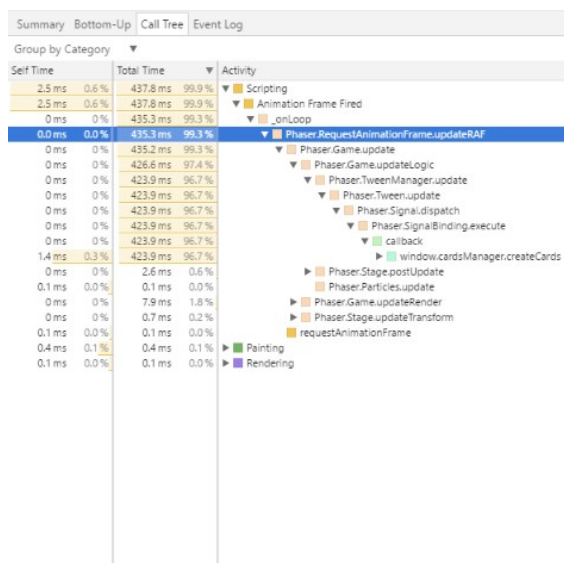 Summary Bottom-Up Call Tree Event Log
Group by Category ▼
Self Time Total Time ▼ Activity
2.5 ms 0.6 % 437.8 ms 99.9 % ▼ Scripting
2.5 ms 0.6 % 437.8 ms 99.9 % ▼ Animation Frame Fired
0 ms 0 % 435.3 ms 99.3 % ▼ _onLoop
0.0 ms 0.0 % 435.3 ms 99.3 % ▼ Phaser.RequestAnimationFrame.updateRAF
0 ms 0 % 435.2 ms 99.3 % ▼ Phaser.Game.update
0 ms 0 % 426.6 ms 97.4 % ▼ Phaser.Game.updateLogic
0 ms 0 % 423.9 ms 96.7 % ▼ Phaser.TweenManager.update
0 ms 0 % 423.9 ms 96.7 % ▼ Phaser.Tween.update
0 ms 0 % 423.9 ms 96.7 % ▼ Phaser.Signal.dispatch
0 ms 0 % 423.9 ms 96.7 % ▼ Phaser.SignalBinding.execute
0 ms 0 % 423.9 ms 96.7 % ▼ callback
1.4 ms 0.3 % 423.9 ms 96.7 % ▶ window.cardsManager.createCards
0 ms 0 % 2.6 ms 0.6 % ▶ Phaser.Stage.postUpdate
0.1 ms 0.0 % 0.1 ms 0.0 % Phaser.Particles.update
0 ms 0 % 7.9 ms 1.8 % ▶ Phaser.Game.updateRender
0 ms 0 % 0.7 ms 0.2 % ▶ Phaser.Stage.updateTransform
0.1 ms 0.0 % 0.1 ms 0.0 % requestAnimationFrame
0.4 ms 0.1 % 0.4 ms 0.1 % ▶ Painting
0.1 ms 0.0 % 0.1 ms 0.0 % ▶ Rendering